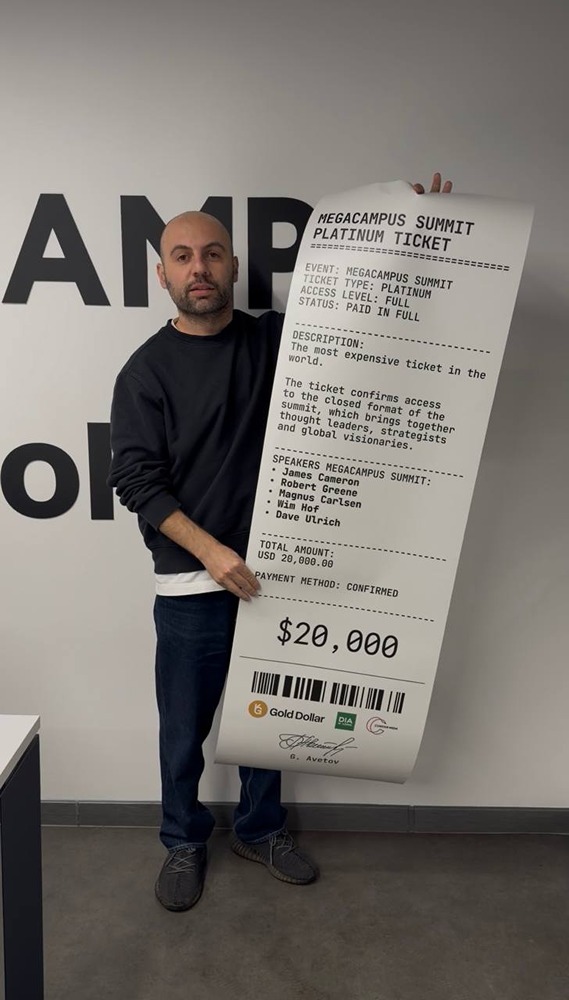 AMP
MEGACAMPUS SUMMIT
PLATINUM TICKET
EVENT: MEGACAMPUS SUMMIT
TICKET TYPE: PLATINUM
ACCESS LEVEL: FULL
STATUS: PAID IN FULL
DESCRIPTION:
The most expensive ticket in the
world.
The ticket confirms access
to the closed format of the
summit, which brings together
thought leaders, strategists
and global visionaries.
SPEAKERS MEGACAMPUS SUMMIT:
• James Cameron
• Robert Greene
• Magnus Carlsen
• Wim Hof
• Dave Ulrich
TOTAL AMOUNT:
USD 20,000.00
PAYMENT METHOD: CONFIRMED
$20,000
Gold Dollar
DIA
G. Avetov